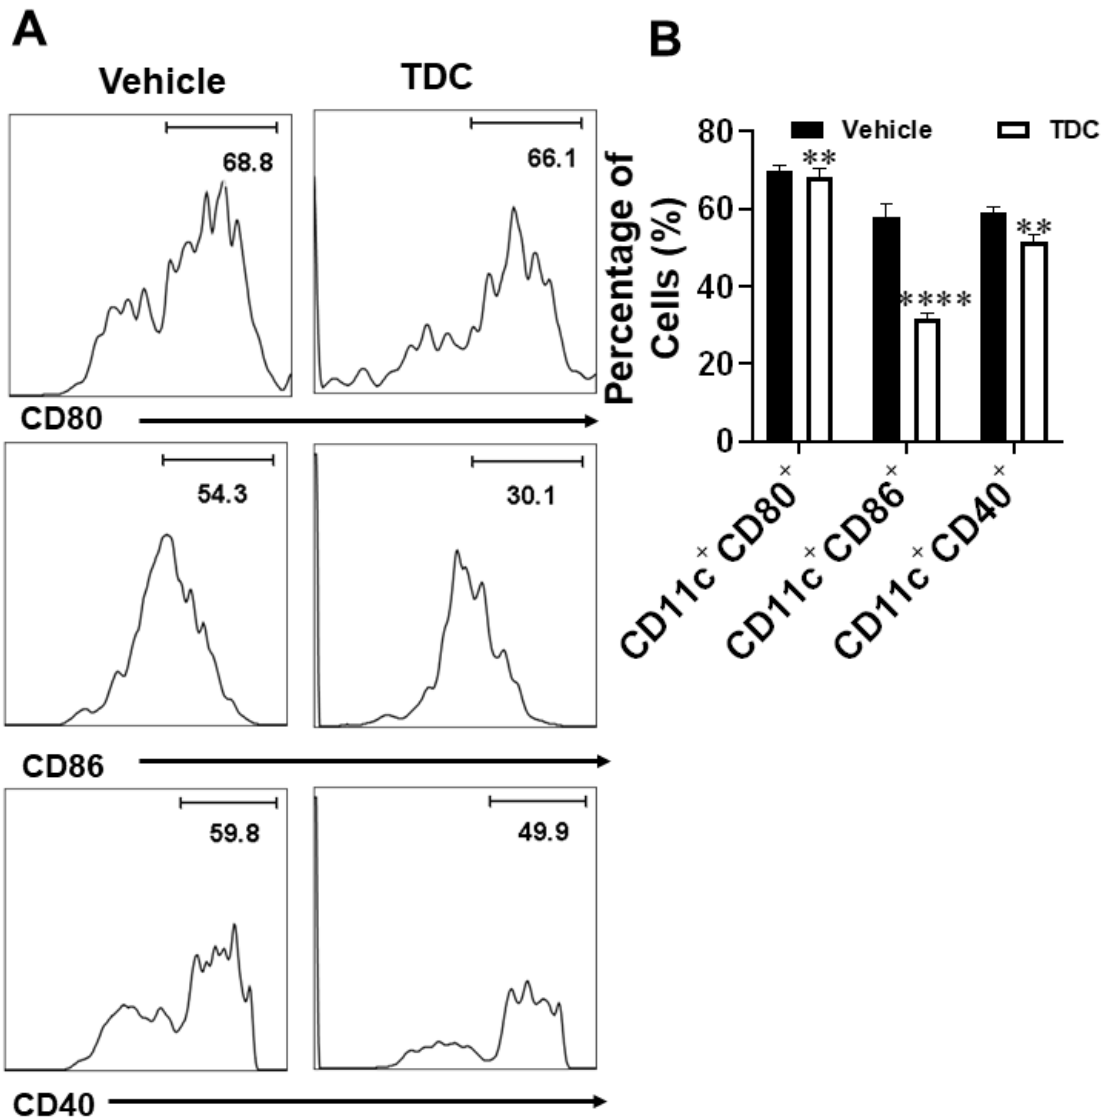 A
Vehicle TDC
68.8 66.1
CD80
54.3 30.1
CD86
59.8 49.9
CD40
B
Vehicle TDC
Percentage of
Cells (%)
80
60
40
20
0
**
****
**
CD11c×CD80×
CD11c×CD86×
CD11c×CD40×